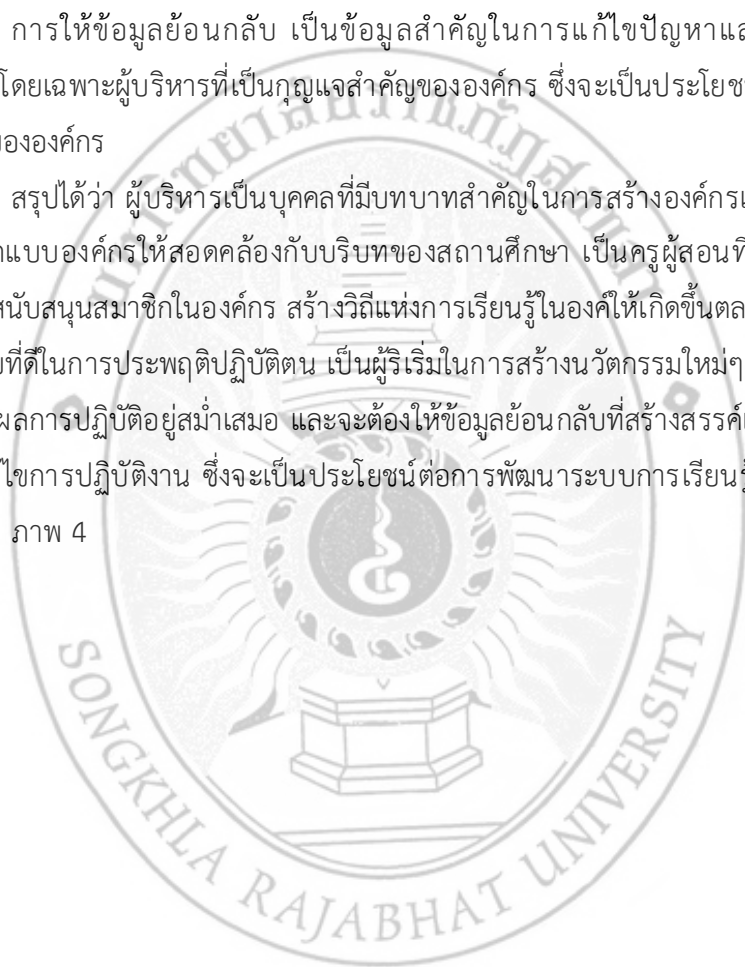 การให้ข้อมูลย้อนกลับ เป็นข้อมูลสำคัญในการแก้ไขปัญหาแล
โดยเฉพาะผู้บริหารที่เป็นกุญแจสำคัญขององค์กร ซึ่งจะเป็นประโยช
ององค์กร
สรุปได้ว่า ผู้บริหารเป็นบุคคลที่มีบทบาทสำคัญในการสร้างองค์กรแ
แบบองค์กรให้สอดคล้องกับบริบทของสถานศึกษา เป็นครูผู้สอนที
สนับสนุนสมาชิกในองค์กร สร้างวิถีแห่งการเรียนรู้ในองค์ให้เกิดขึ้นตล
ที่ดีในการประพฤติปฏิบัติตน เป็นผู้ริเริ่มในการสร้างนวัตกรรมใหม่ๆ
ผลการปฏิบัติอยู่สม่ำเสมอ และจะต้องให้ข้อมูลย้อนกลับที่สร้างสรรค์
ไขการปฏิบัติงาน ซึ่งจะเป็นประโยชน์ต่อการพัฒนาระบบการเรียนรู้
ภาพ 4
มหาวิทยาลัยราชภัฏสงขลา
SONGKHLA RAJABHAT UNIVERSITY